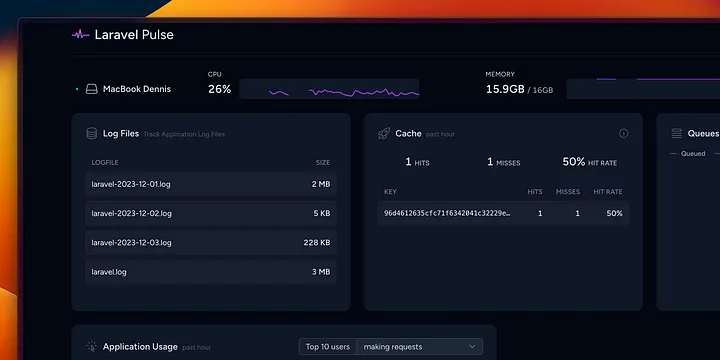 Laravel Pulse
MacBook Dennis
CPU
26%
MEMORY
15.9GB / 16GB
Log Files Track Application Log Files
LOGFILE SIZE
laravel-2023-12-01.log 2 MB
laravel-2023-12-02.log 5 KB
laravel-2023-12-03.log 228 KB
laravel.log 3 MB
Cache past hour
1 HITS 1 MISSES 50% HIT RATE
KEY HITS MISSES HIT RATE
96d4612635cfc71f6342041c32229e… 1 1 50%
Queues
Queued
Application Usage past hour
Top 10 users making requests